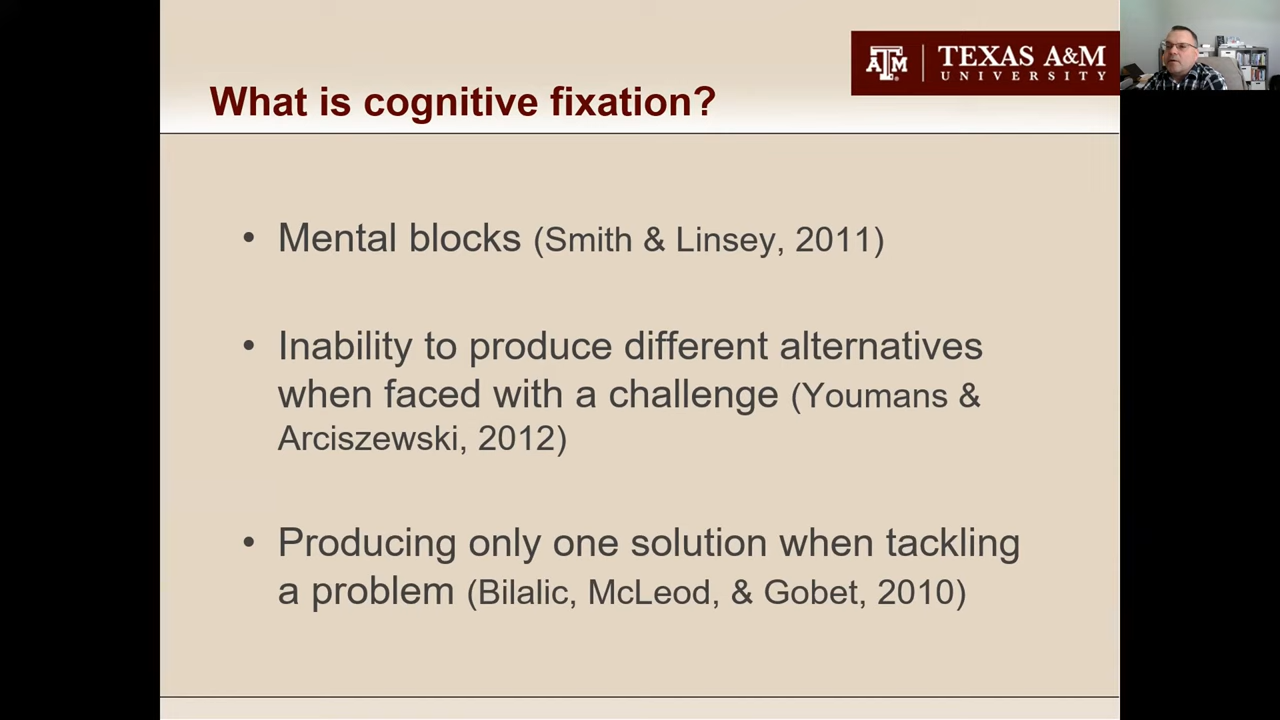 TEXAS A&M
UNIVERSITY
ATM
What is cognitive fixation?
• Mental blocks (Smith & Linsey, 2011)
• Inability to produce different alternatives
when faced with a challenge (Youmans &
Arciszewski, 2012)
• Producing only one solution when tackling
a problem (Bilalic, McLeod, & Gobet, 2010)